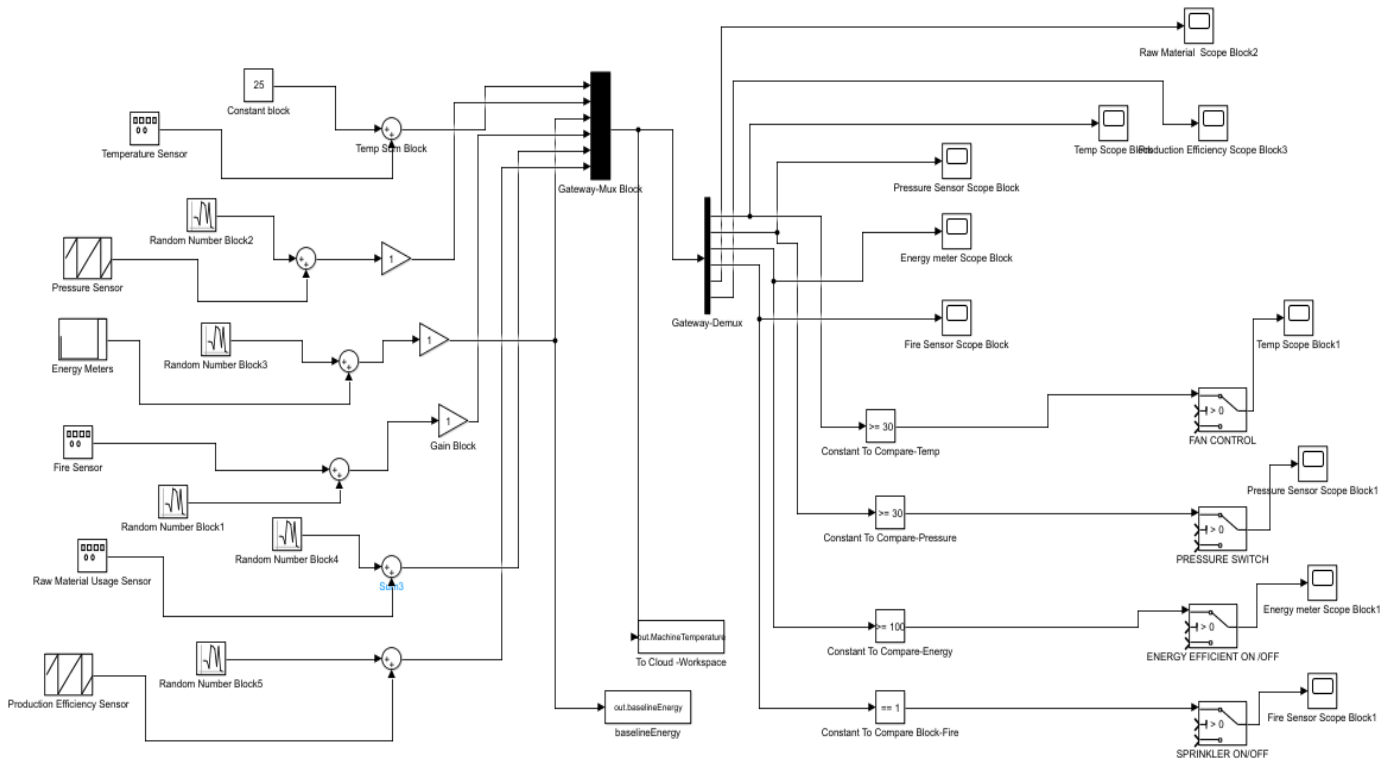 Raw Material  Scope Block2
25
Constant block
Temperature Sensor
Temp Sum Block
Temp Scope Block
Production Efficiency Scope Block3
Gateway-Mux Block
Pressure Sensor Scope Block
Random Number Block2
1
Pressure Sensor
Energy meter Scope Block
Gateway-Demux
Random Number Block3
1
Energy Meters
Fire Sensor Scope Block
Temp Scope Block1
1
Gain Block
Fire Sensor
>= 30
Constant To Compare-Temp
> 0
FAN CONTROL
Random Number Block1
Pressure Sensor Scope Block1
Random Number Block4
>= 30
Constant To Compare-Pressure
> 0
PRESSURE SWITCH
Raw Material Usage Sensor
Sum3
Energy meter Scope Block1
>= 100
Constant To Compare-Energy
> 0
ENERGY EFFICIENT ON /OFF
out.MachineTemperature
To Cloud -Workspace
Random Number Block5
Production Efficiency Sensor
out.baselineEnergy
baselineEnergy
== 1
Constant To Compare Block-Fire
Fire Sensor Scope Block1
> 0
SPRINKLER ON/OFF